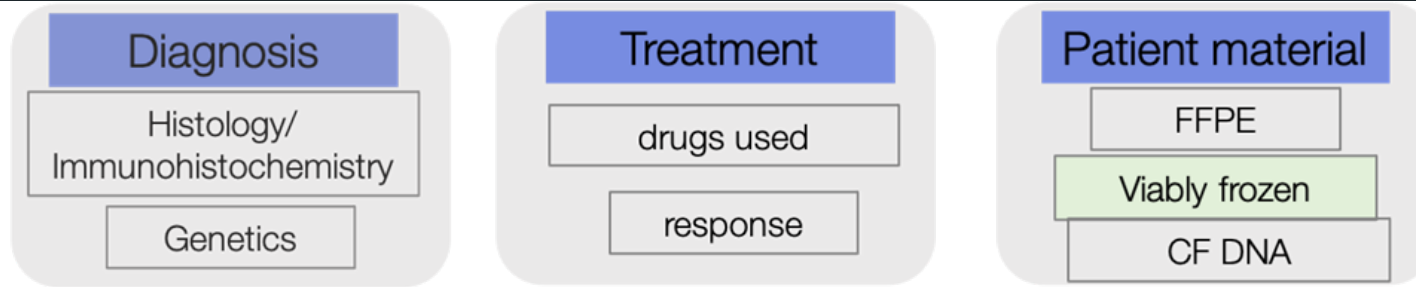 Diagnosis
Histology/
Immunohistochemistry
Genetics
Treatment
drugs used
response
Patient material
FFPE
Viably frozen
CF DNA